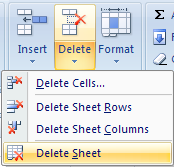 Insert Delete Format
Σ
Delete Cells...
Delete Sheet Rows
Delete Sheet Columns
Delete Sheet